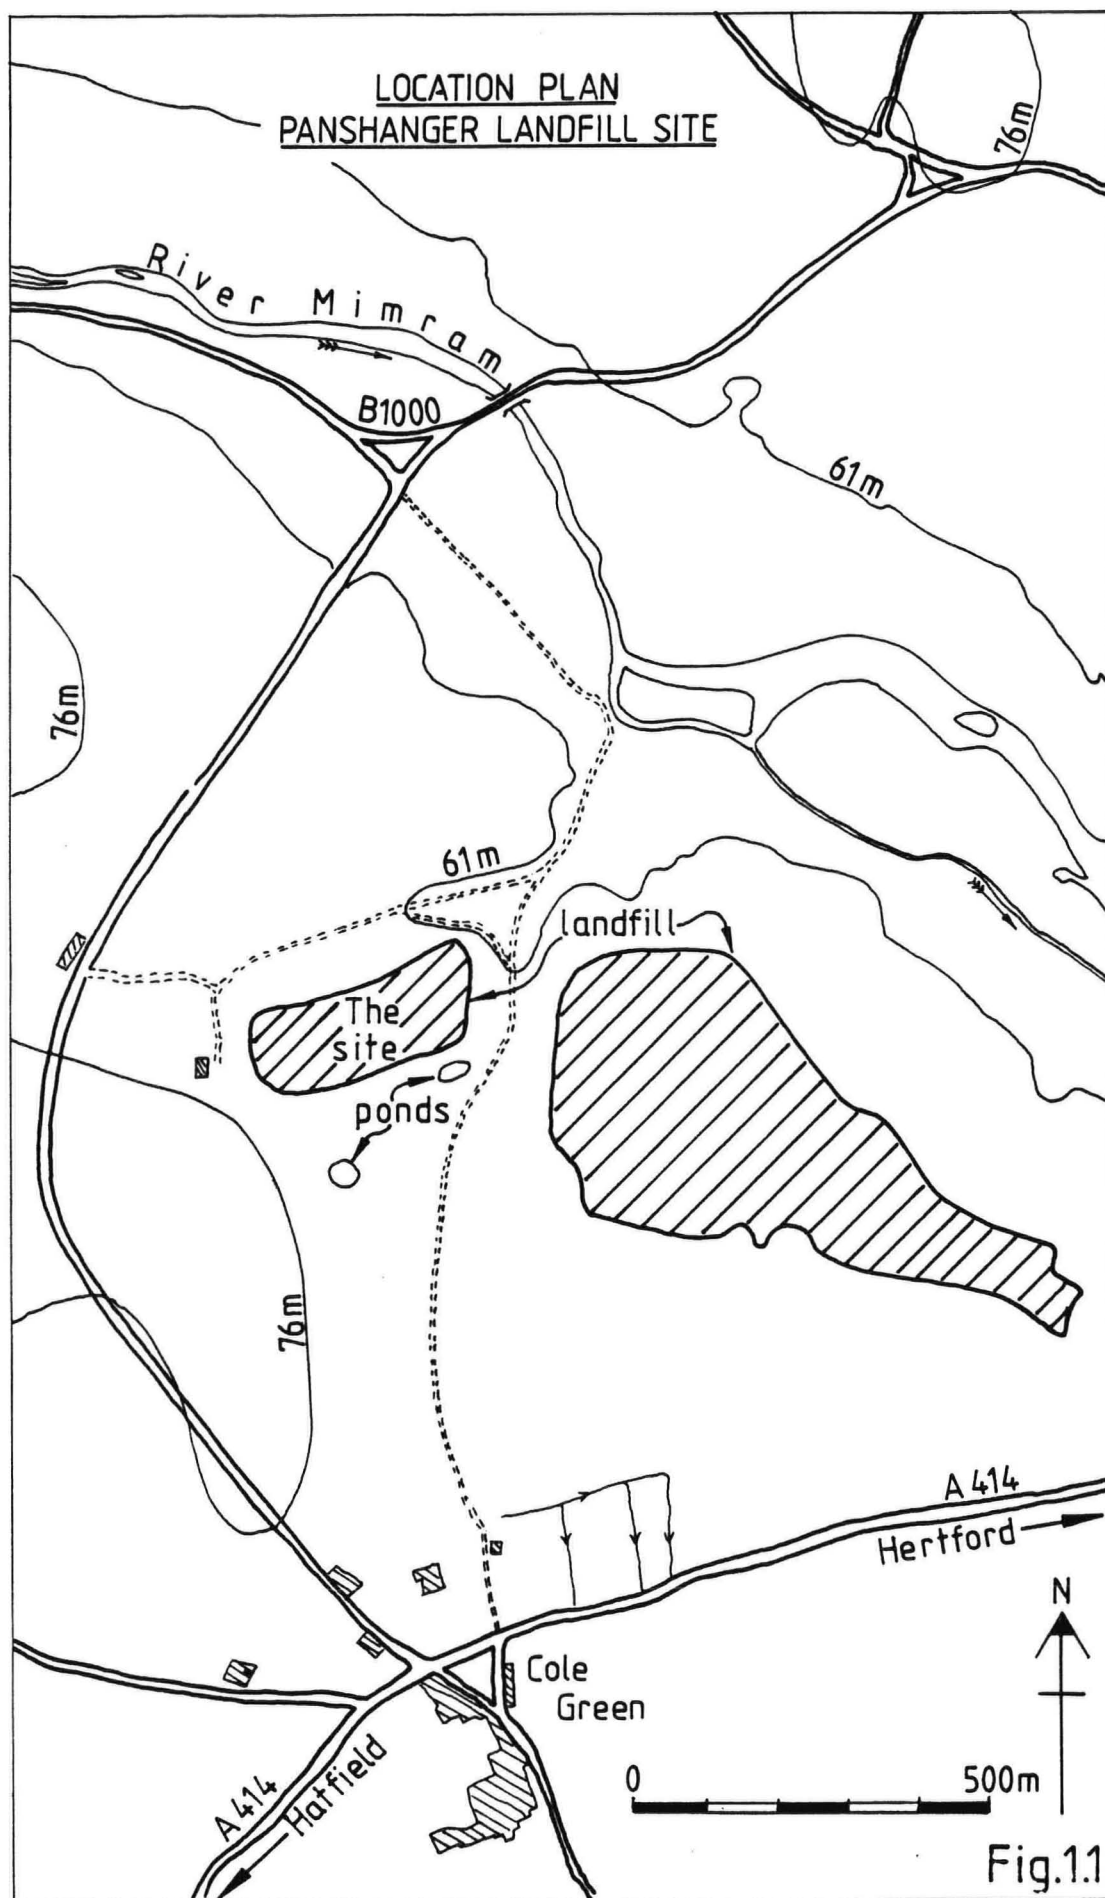 LOCATION PLAN
PANSHANGER LANDFILL SITE
76m
River Mimram
B1000
61m
76m
61m
landfill
The
site
ponds
76m
A 414
Hertford
N
Cole
Green
0 500m
A 414
Hatfield
Fig.1.1